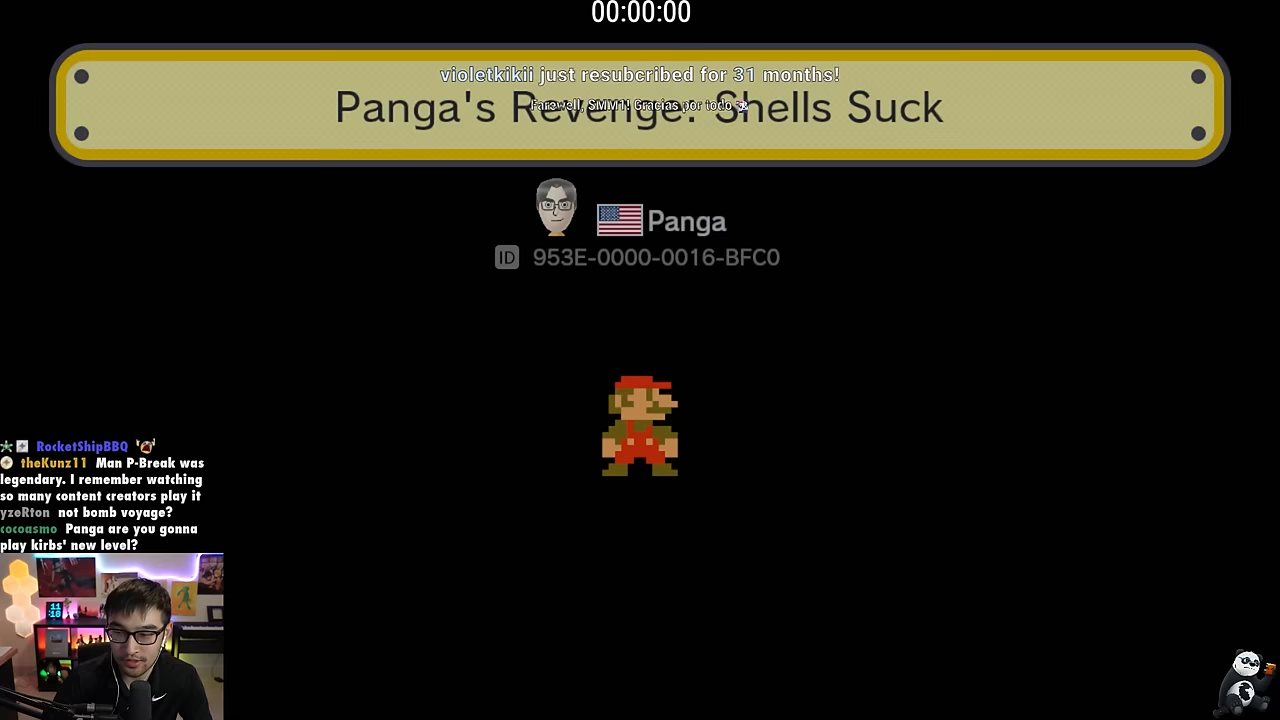 00:00:00
violetkikii just resubcribed for 31 months!
Farewell, SMM1! Gracias por todo
Panga's Revenge: Shells Suck
Panga
ID 953E-0000-0016-BFC0
RocketShipBBQ
theKunz11 Man P-Break was
legendary. I remember watching
so many content creators play it
yzeRton not bomb voyage?
cocoasmo Panga are you gonna
play kirbs' new level?
11
18